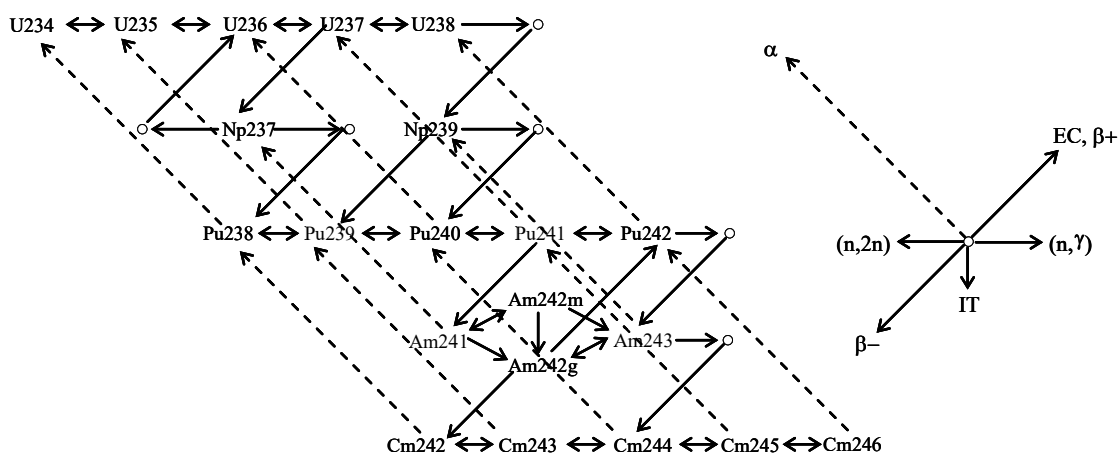 U234 U235 U236 U237 U238
α
Np237 Np239
EC, β+
Pu238 Pu239 Pu240 Pu241 Pu242
(n,2n) (n,γ)
IT
β−
Am242m
Am241 Am243
Am242g
Cm242 Cm243 Cm244 Cm245 Cm246